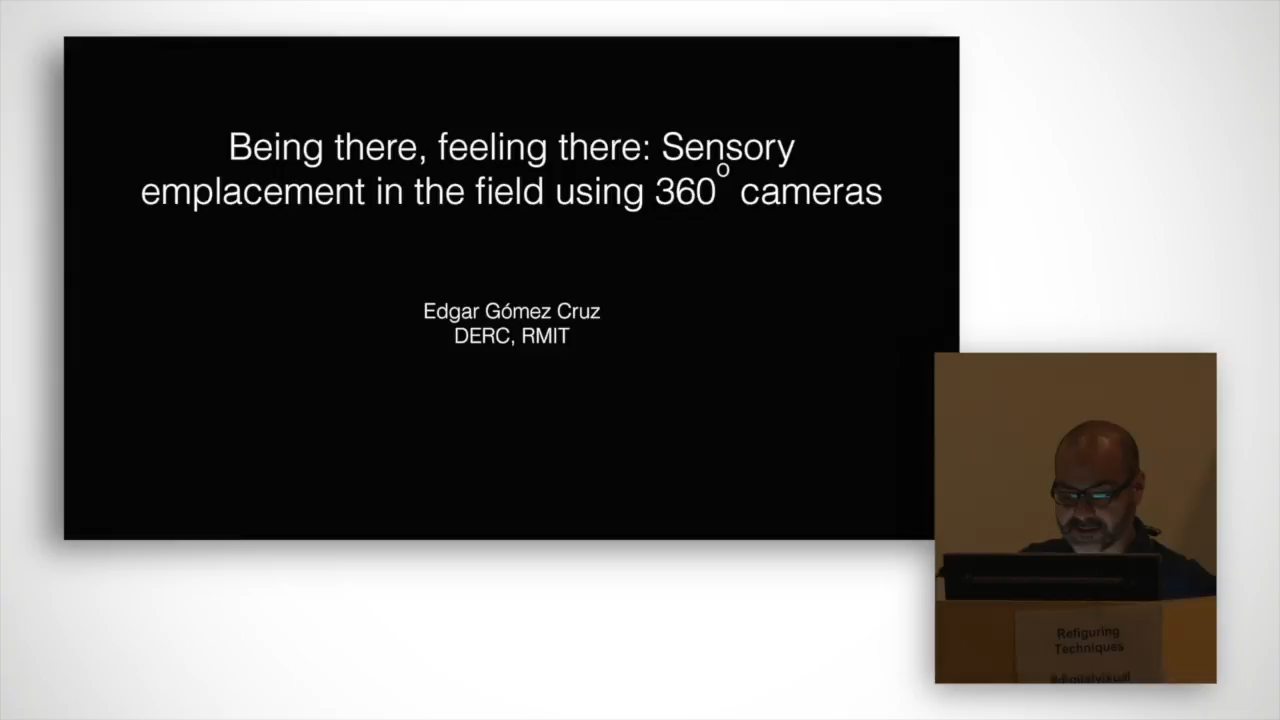 Being there, feeling there: Sensory
emplacement in the field using 360° cameras
Edgar Gómez Cruz
DERC, RMIT
Refiguring
Techniques